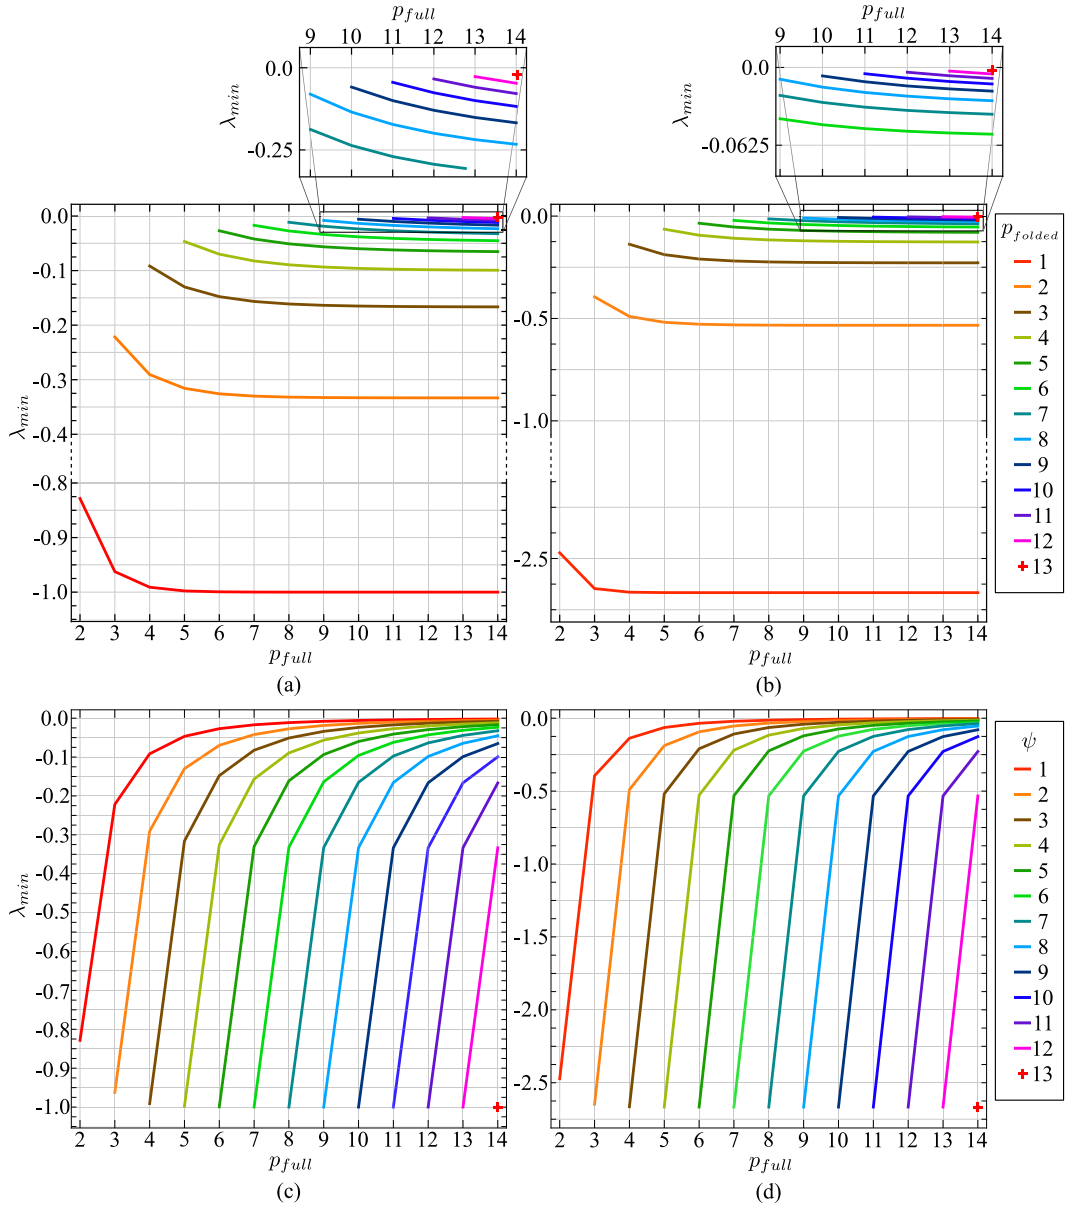 p_full
9 10 11 12 13 14
0.0
λ_min
-0.25
p_full
9 10 11 12 13 14
0.0
λ_min
-0.0625
0.0
-0.1
-0.2
-0.3
-0.4
-0.8
-0.9
-1.0
λ_min
2 3 4 5 6 7 8 9 10 11 12 13 14
p_full
(a)
0.0
-0.5
-1.0
-2.5
2 3 4 5 6 7 8 9 10 11 12 13 14
p_full
(b)
p_folded
1
2
3
4
5
6
7
8
9
10
11
12
13
0.0
-0.1
-0.2
-0.3
-0.4
-0.5
-0.6
-0.7
-0.8
-0.9
-1.0
λ_min
2 3 4 5 6 7 8 9 10 11 12 13 14
p_full
(c)
0.0
-0.5
-1.0
-1.5
-2.0
-2.5
2 3 4 5 6 7 8 9 10 11 12 13 14
p_full
(d)
ψ
1
2
3
4
5
6
7
8
9
10
11
12
13